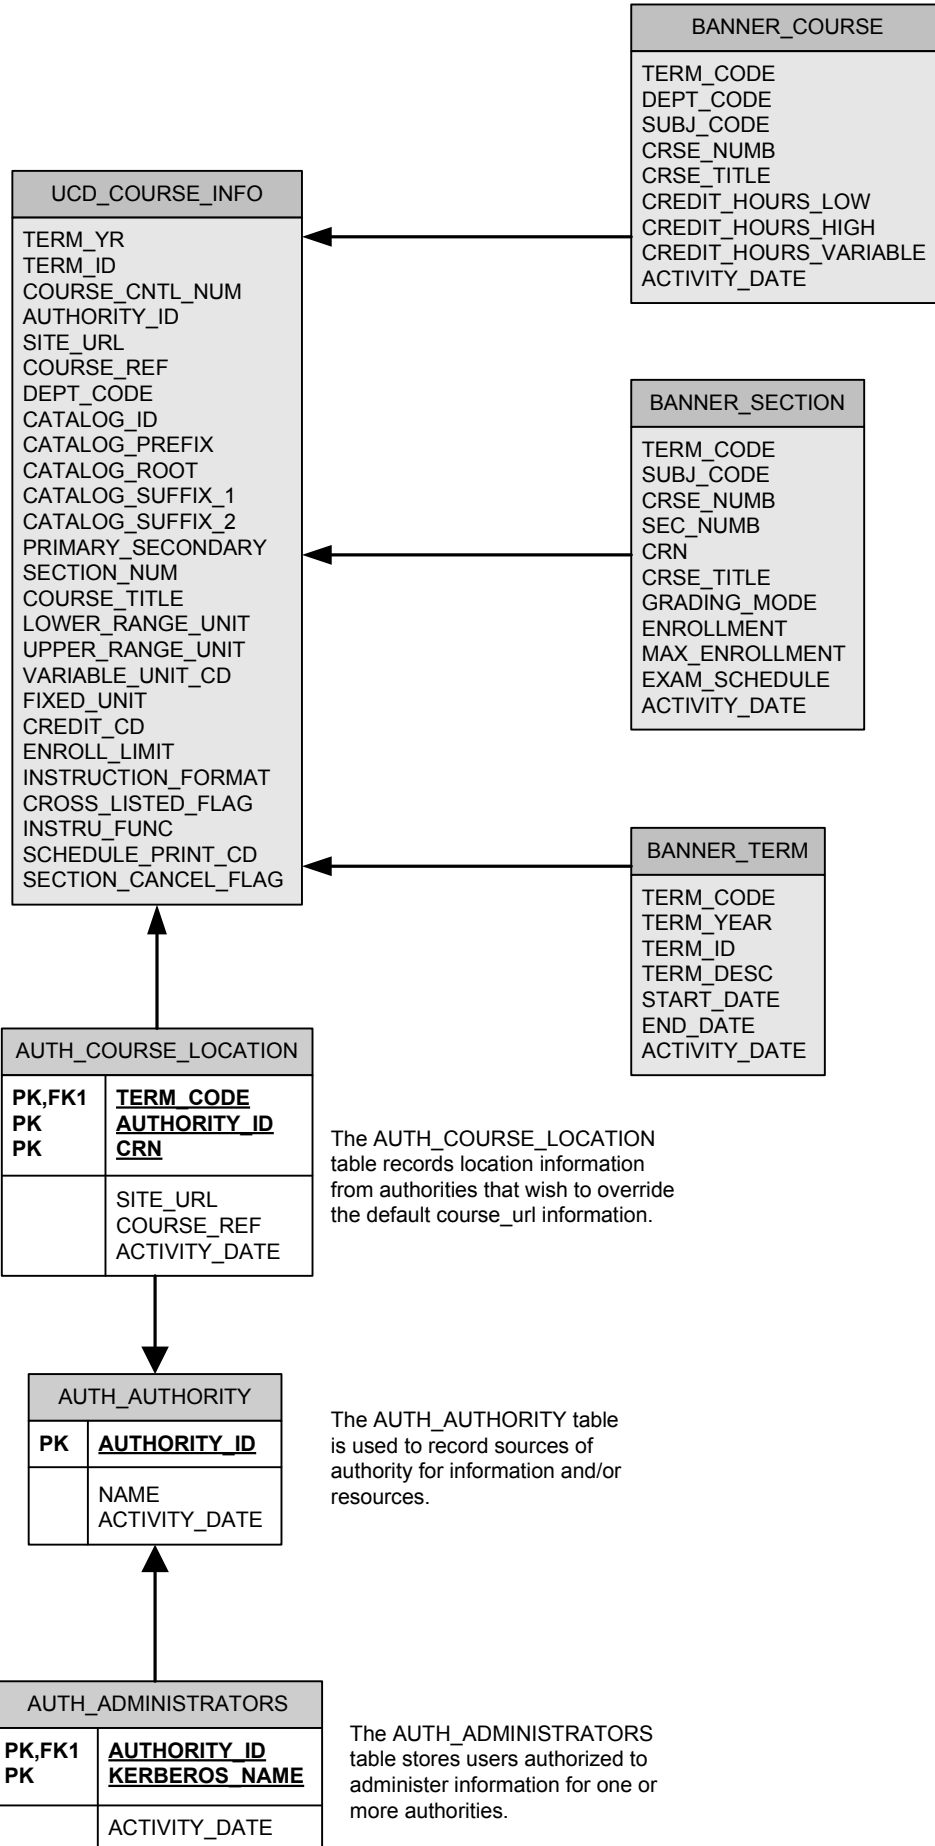 BANNER_COURSE
TERM_CODE
DEPT_CODE
SUBJ_CODE
CRSE_NUMB
CRSE_TITLE
CREDIT_HOURS_LOW
CREDIT_HOURS_HIGH
CREDIT_HOURS_VARIABLE
ACTIVITY_DATE
UCD_COURSE_INFO
TERM_YR
TERM_ID
COURSE_CNTL_NUM
AUTHORITY_ID
SITE_URL
COURSE_REF
DEPT_CODE
CATALOG_ID
CATALOG_PREFIX
CATALOG_ROOT
CATALOG_SUFFIX_1
CATALOG_SUFFIX_2
PRIMARY_SECONDARY
SECTION_NUM
COURSE_TITLE
LOWER_RANGE_UNIT
UPPER_RANGE_UNIT
VARIABLE_UNIT_CD
FIXED_UNIT
CREDIT_CD
ENROLL_LIMIT
INSTRUCTION_FORMAT
CROSS_LISTED_FLAG
INSTRU_FUNC
SCHEDULE_PRINT_CD
SECTION_CANCEL_FLAG
BANNER_SECTION
TERM_CODE
SUBJ_CODE
CRSE_NUMB
SEC_NUMB
CRN
CRSE_TITLE
GRADING_MODE
ENROLLMENT
MAX_ENROLLMENT
EXAM_SCHEDULE
ACTIVITY_DATE
BANNER_TERM
TERM_CODE
TERM_YEAR
TERM_ID
TERM_DESC
START_DATE
END_DATE
ACTIVITY_DATE
AUTH_COURSE_LOCATION
PK,FK1 TERM_CODE
PK AUTHORITY_ID
PK CRN
SITE_URL
COURSE_REF
ACTIVITY_DATE
The AUTH_COURSE_LOCATION
table records location information
from authorities that wish to override
the default course_url information.
AUTH_AUTHORITY
PK AUTHORITY_ID
NAME
ACTIVITY_DATE
The AUTH_AUTHORITY table
is used to record sources of
authority for information and/or
resources.
AUTH_ADMINISTRATORS
PK,FK1 AUTHORITY_ID
PK KERBEROS_NAME
ACTIVITY_DATE
The AUTH_ADMINISTRATORS
table stores users authorized to
administer information for one or
more authorities.